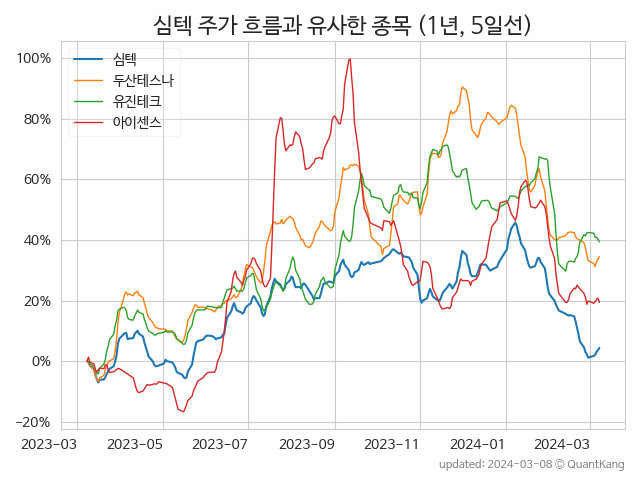 심텍 주가 흐름과 유사한 종목 (1년, 5일선)
심텍
두산테스나
유진테크
아이센스
100%
80%
60%
40%
20%
0%
−20%
2023-03
2023-05
2023-07
2023-09
2023-11
2024-01
2024-03
updated: 2024-03-08 © QuantKang